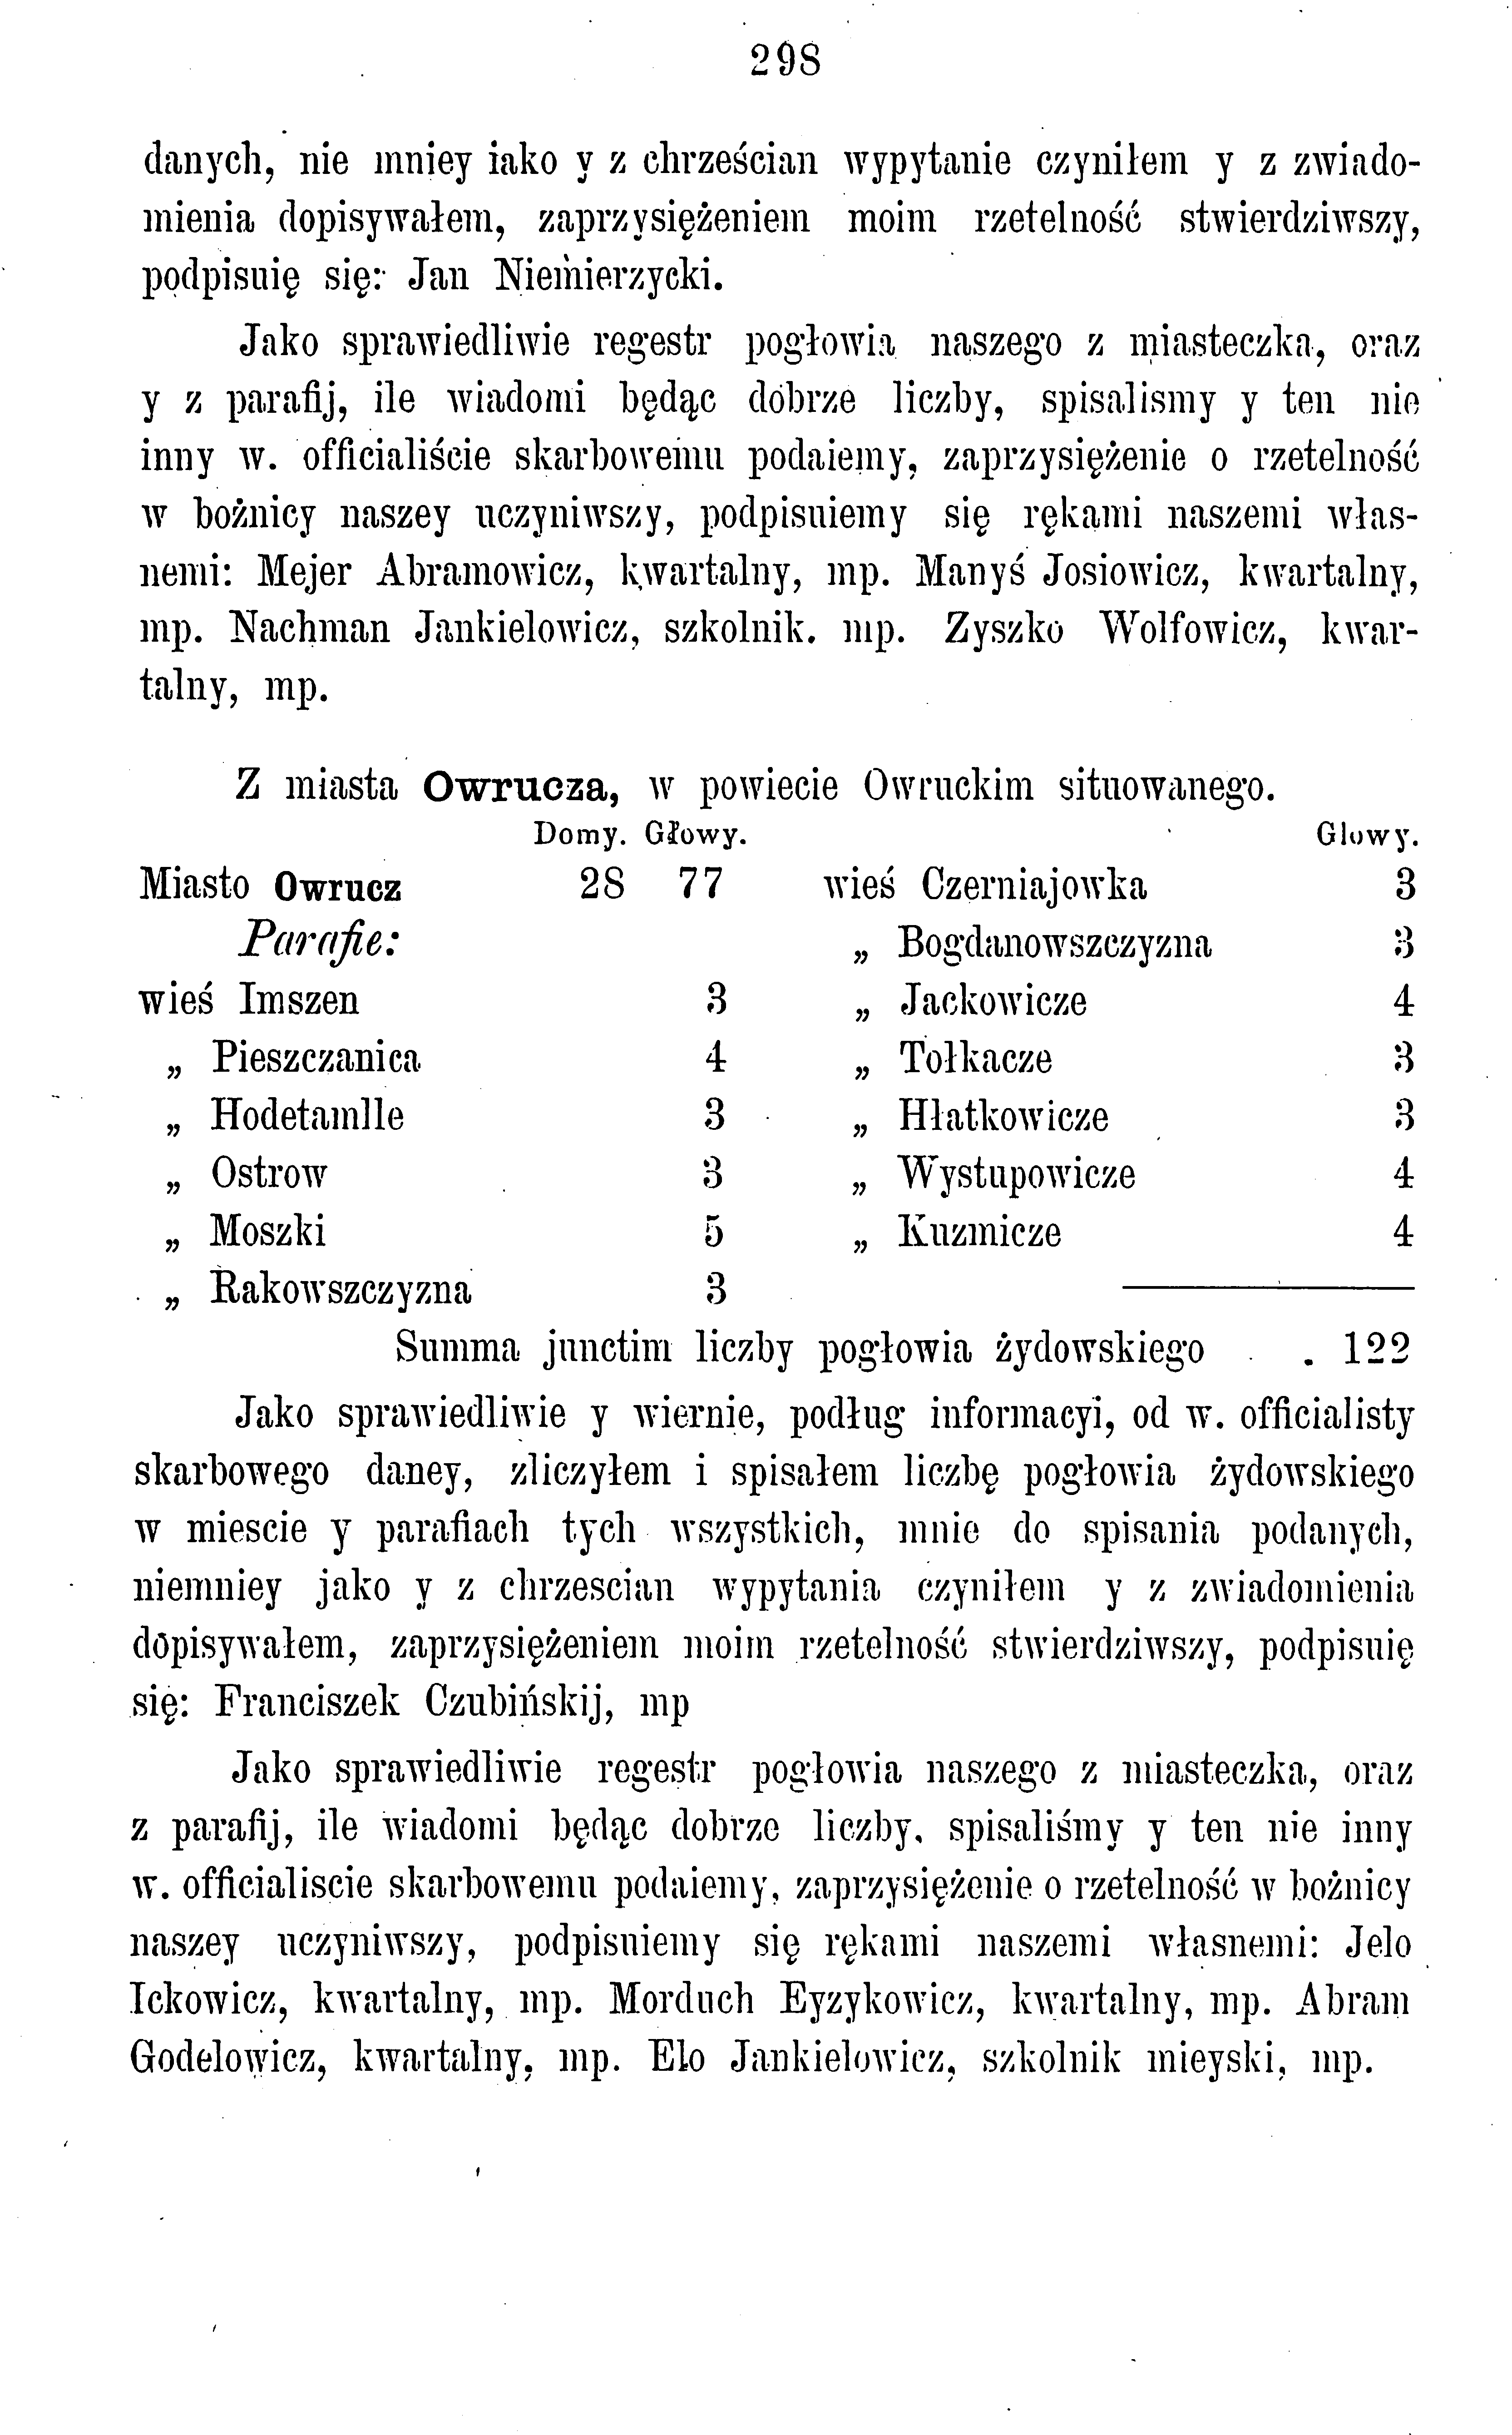 298
danych, nie mniey iako y z chrześcian wypytanie czyniłem y z zwiado-
mienia dopisywałem, zaprzysiężeniem moim rzetelność stwierdziwszy,
podpisuię się: Jan Niemierzycki.
Jako sprawiedliwie regestr pogłowia naszego z miasteczka, oraz
y z parafij, ile wiadomi będąc dobrze liczby, spisalismy y ten nie
inny w. officialiście skarbowemu podaiemy, zaprzysiężenie o rzetelność
w bożnicy naszey uczyniwszy, podpisuiemy się rękami naszemi włas-
nemi: Mejer Abramowicz, kwartalny, mp. Manyś Josiowicz, kwartalny,
mp. Nachman Jankielowicz, szkolnik. mp. Zyszko Wolfowicz, kwar-
talny, mp.
Z miasta Owrucza, w powiecie Owruckim situowanego.
Domy. Głowy. Glowy.
Miasto Owrucz 28 77 wieś Czerniajowka 3
Parafie: „ Bogdanowszczyzna 3
wieś Imszen 3 „ Jackowicze 4
„ Pieszczanica 4 „ Tołkacze 3
„ Hodetamlle 3 „ Hłatkowicze 3
„ Ostrow 3 „ Wystupowicze 4
„ Moszki 5 „ Kuzmicze 4
„ Rakowszczyzna 3
Summa junctim liczby pogłowia żydowskiego . 122
Jako sprawiedliwie y wiernie, podług informacyi, od w. officialisty
skarbowego daney, zliczyłem i spisałem liczbę pogłowia żydowskiego
w miescie y parafiach tych wszystkich, mnie do spisania podanych,
niemniey jako y z chrzescian wypytania czyniłem y z zwiadomienia
dopisywałem, zaprzysiężeniem moim rzetelność stwierdziwszy, podpisuię
się: Franciszek Czubińskij, mp
Jako sprawiedliwie regestr pogłowia naszego z miasteczka, oraz
z parafij, ile wiadomi będąc dobrze liczby, spisaliśmy y ten nie inny
w. officialiscie skarbowemu podaiemy, zaprzysiężenie o rzetelność w bożnicy
naszey uczyniwszy, podpisuiemy się rękami naszemi własnemi: Jelo
Ickowicz, kwartalny, mp. Morduch Eyzykowicz, kwartalny, mp. Abram
Godelowicz, kwartalny, mp. Elo Jankielowicz, szkolnik mieyski, mp.